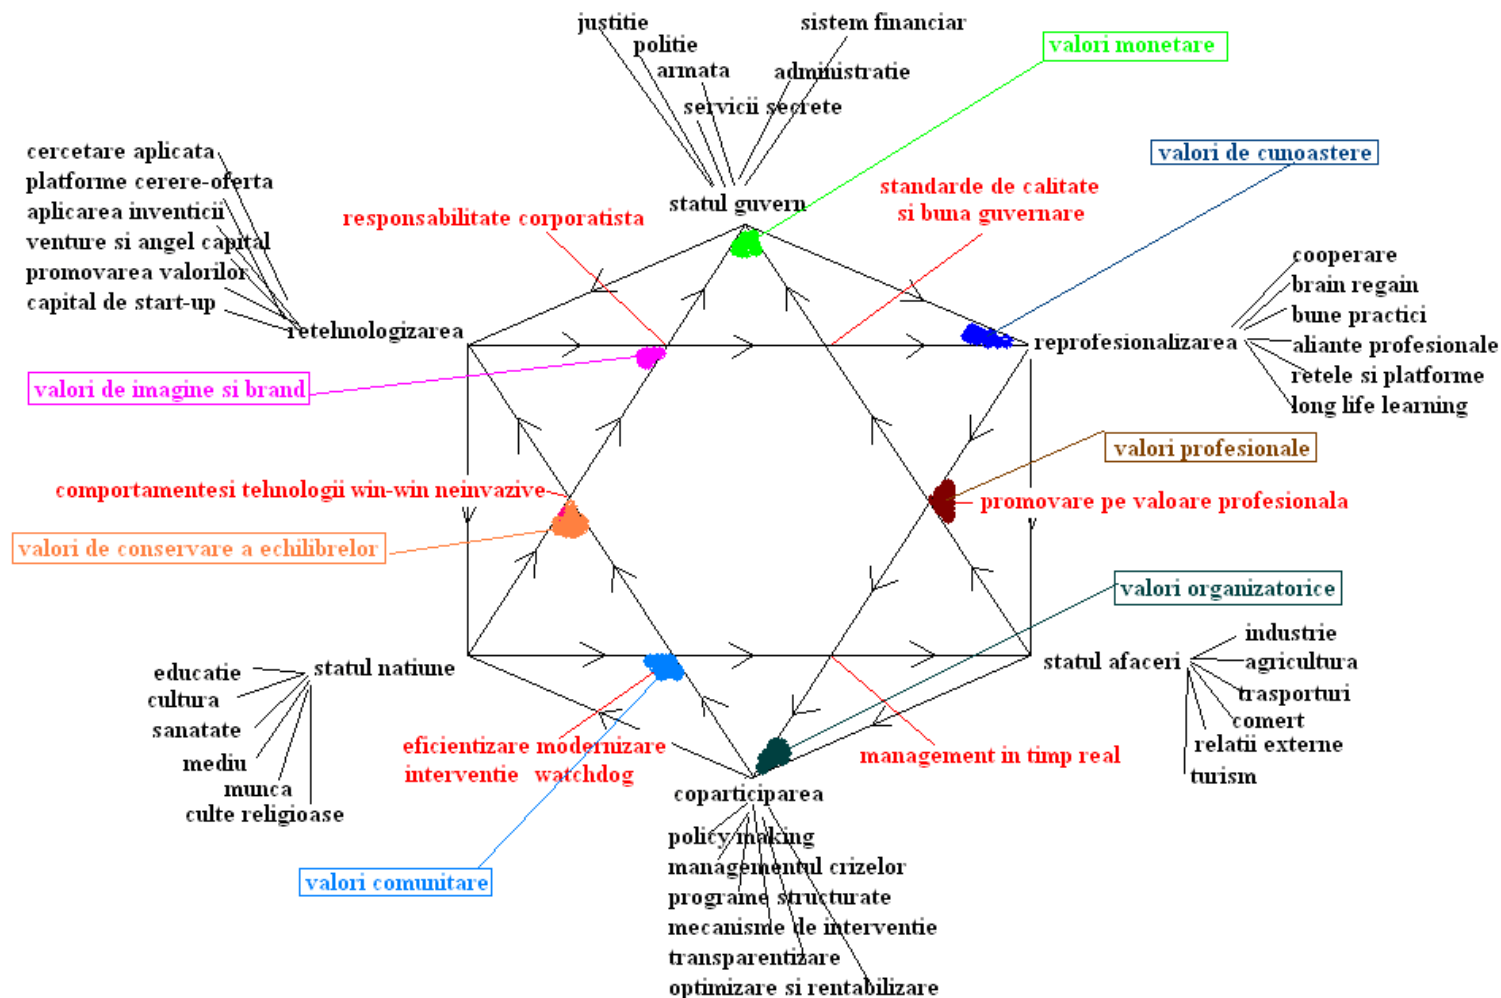 justitie
sistem financiar
politie
valori monetare
armata
administratie
servicii secrete
cercetare aplicata
platforme cerere-oferta
aplicarea inventicii
venture si angel capital
promovarea valorilor
capital de start-up
retehnologizarea
responsabilitate corporatista
statul guvern
standarde de calitate
si buna guvernare
valori de cunoastere
cooperare
brain regain
bune practici
aliante profesionale
retele si platforme
long life learning
reprofesionalizarea
valori de imagine si brand
valori profesionale
comportamentesi tehnologii win-win neinvazive
promovare pe valoare profesionala
valori de conservare a echilibrelor
valori organizatorice
educatie
cultura
sanatate
mediu
munca
culte religioase
statul natiune
statul afaceri
industrie
agricultura
trasporturi
comert
relatii externe
turism
eficientizare modernizare
interventie watchdog
management in timp real
coparticiparea
policy making
managementul crizelor
programe structurate
mecanisme de interventie
transparentizare
optimizare si rentabilizare
valori comunitare